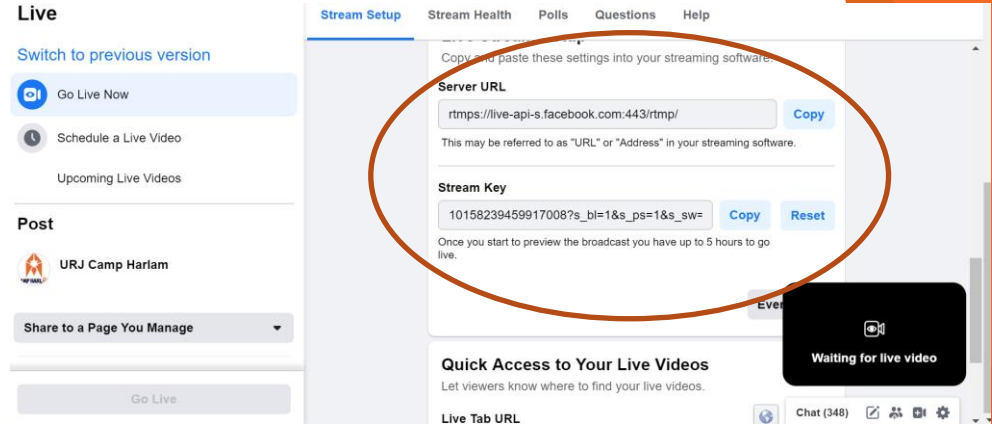 Live
Switch to previous version
Go Live Now
Schedule a Live Video
Upcoming Live Videos
Post
URJ Camp Harlam
Share to a Page You Manage
Go Live
Stream Setup Stream Health Polls Questions Help
Copy and paste these settings into your streaming software.
Server URL
rtmps://live-api-s.facebook.com:443/rtmp/ Copy
This may be referred to as "URL" or "Address" in your streaming software.
Stream Key
10158239459917008?s_bl=1&s_ps=1&s_sw= Copy Reset
Once you start to preview the broadcast you have up to 5 hours to go
live.
Waiting for live video
Quick Access to Your Live Videos
Let viewers know where to find your live videos.
Live Tab URL
Chat (348)